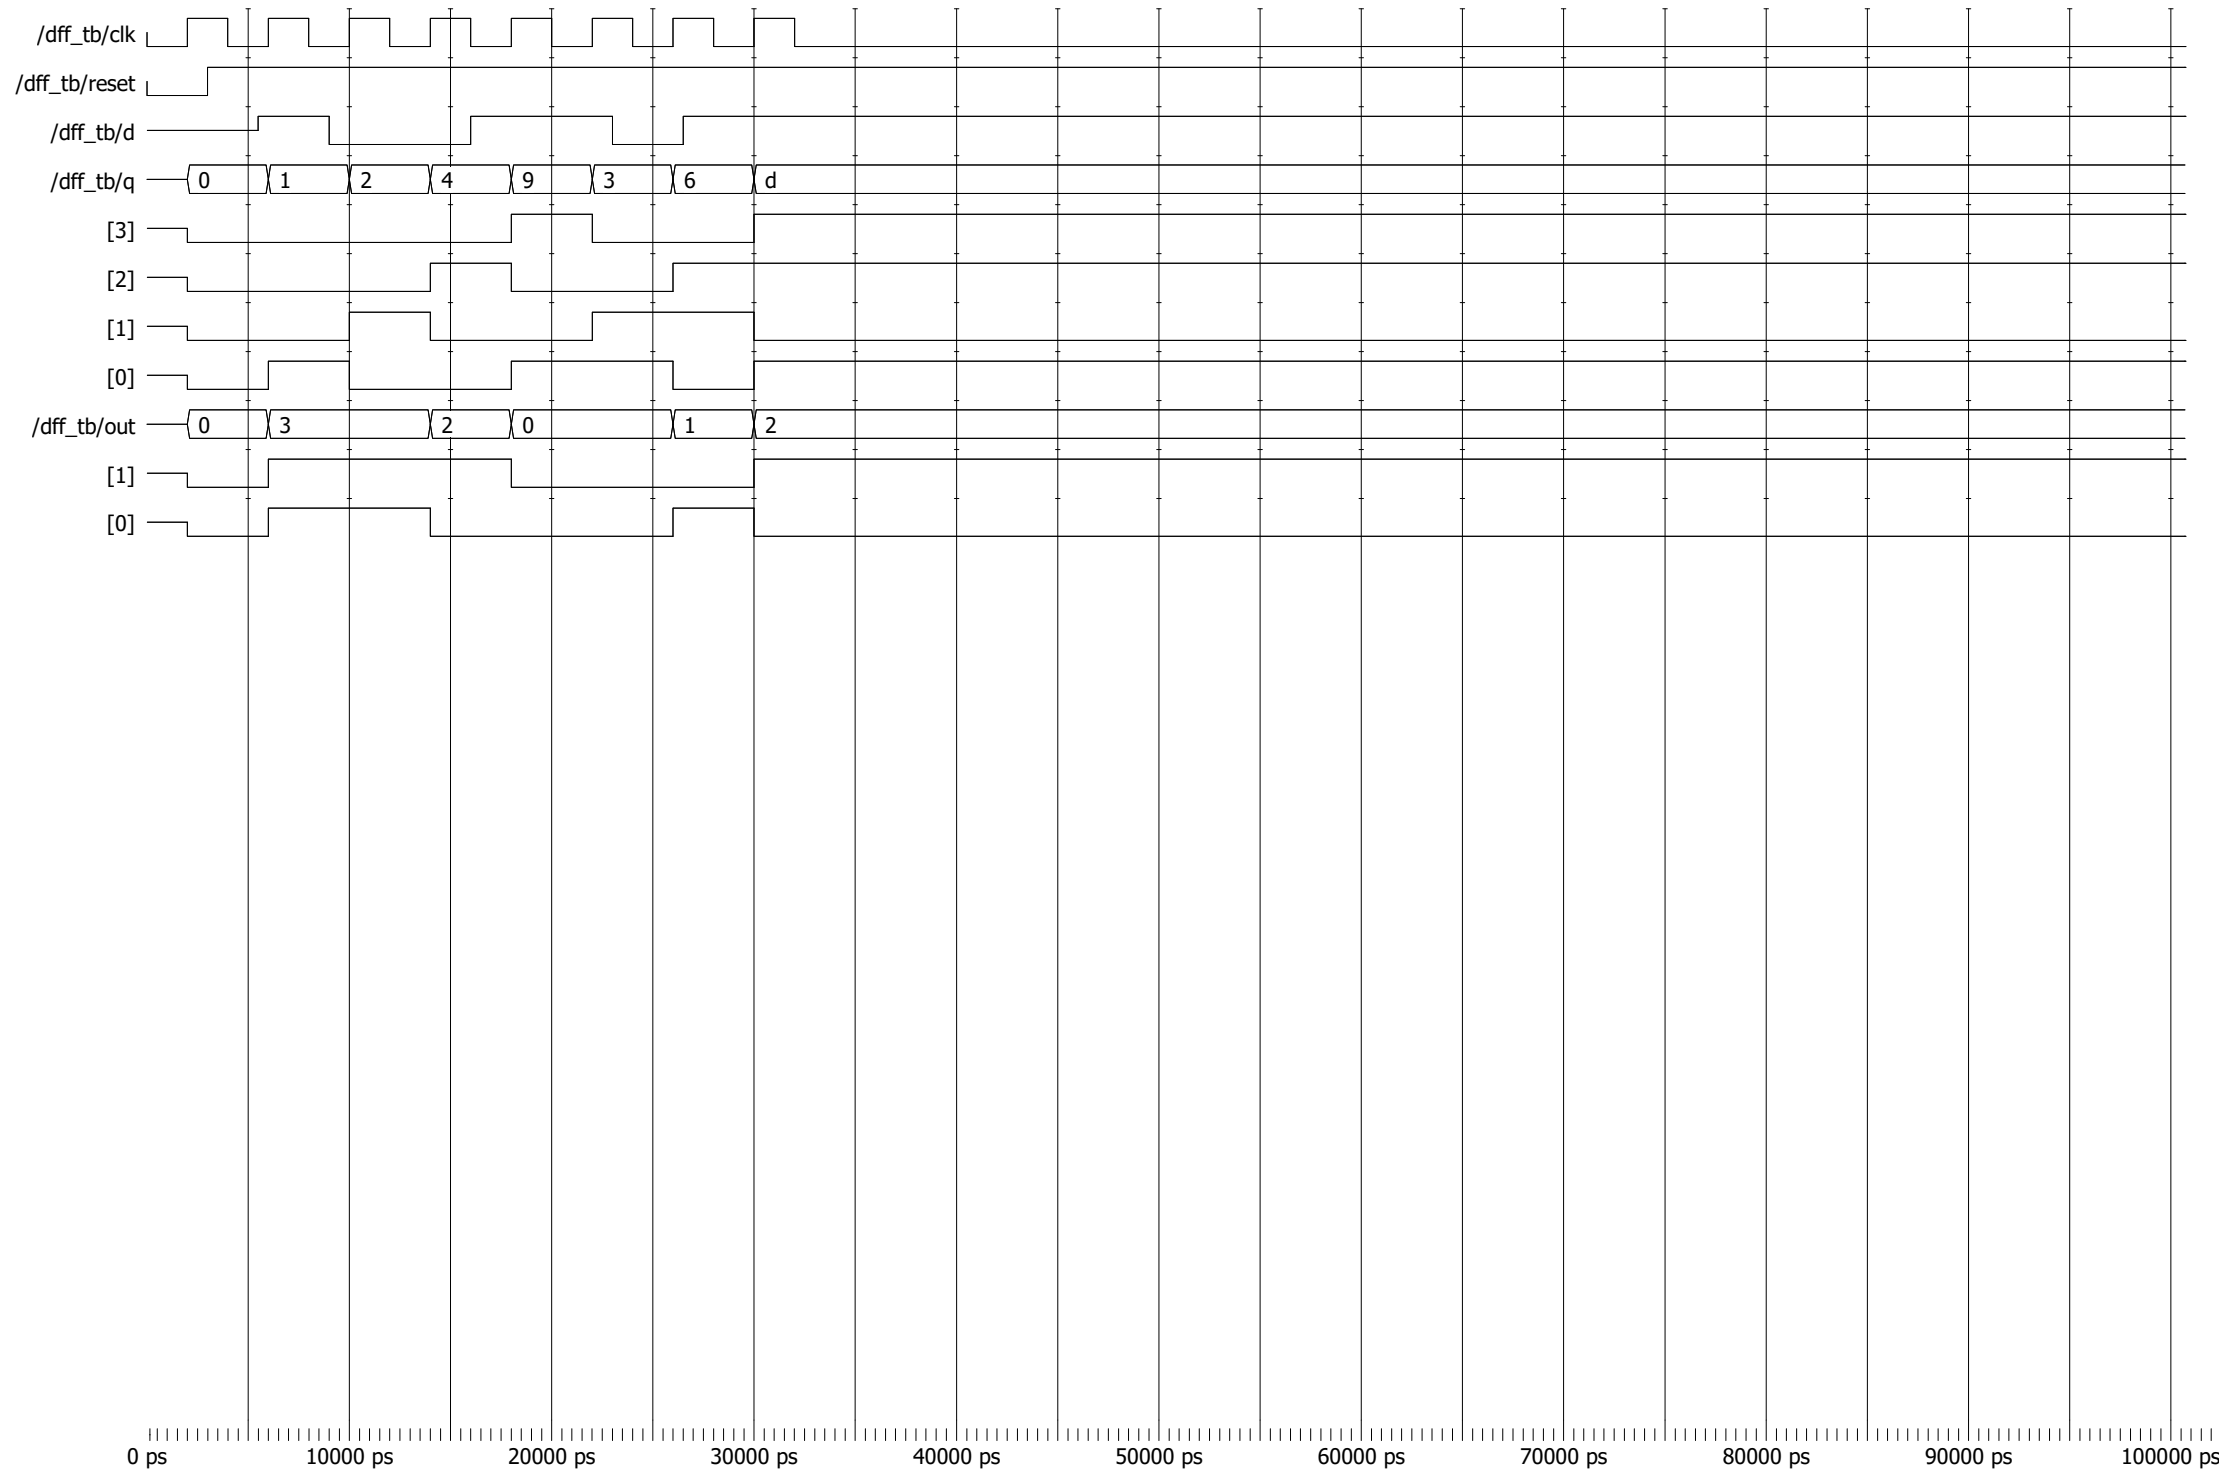 /dff_tb/clk
/dff_tb/reset
/dff_tb/d
/dff_tb/q 0 1 2 4 9 3 6 d
[3]
[2]
[1]
[0]
/dff_tb/out 0 3 2 0 1 2
[1]
[0]
0 ps 10000 ps 20000 ps 30000 ps 40000 ps 50000 ps 60000 ps 70000 ps 80000 ps 90000 ps 100000 ps